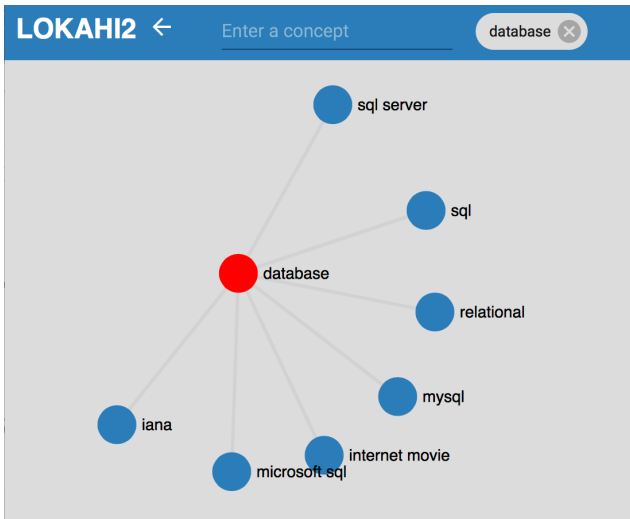 LOKAHI2
Enter a concept
database
sql server
sql
database
relational
mysql
iana
internet movie
microsoft sql